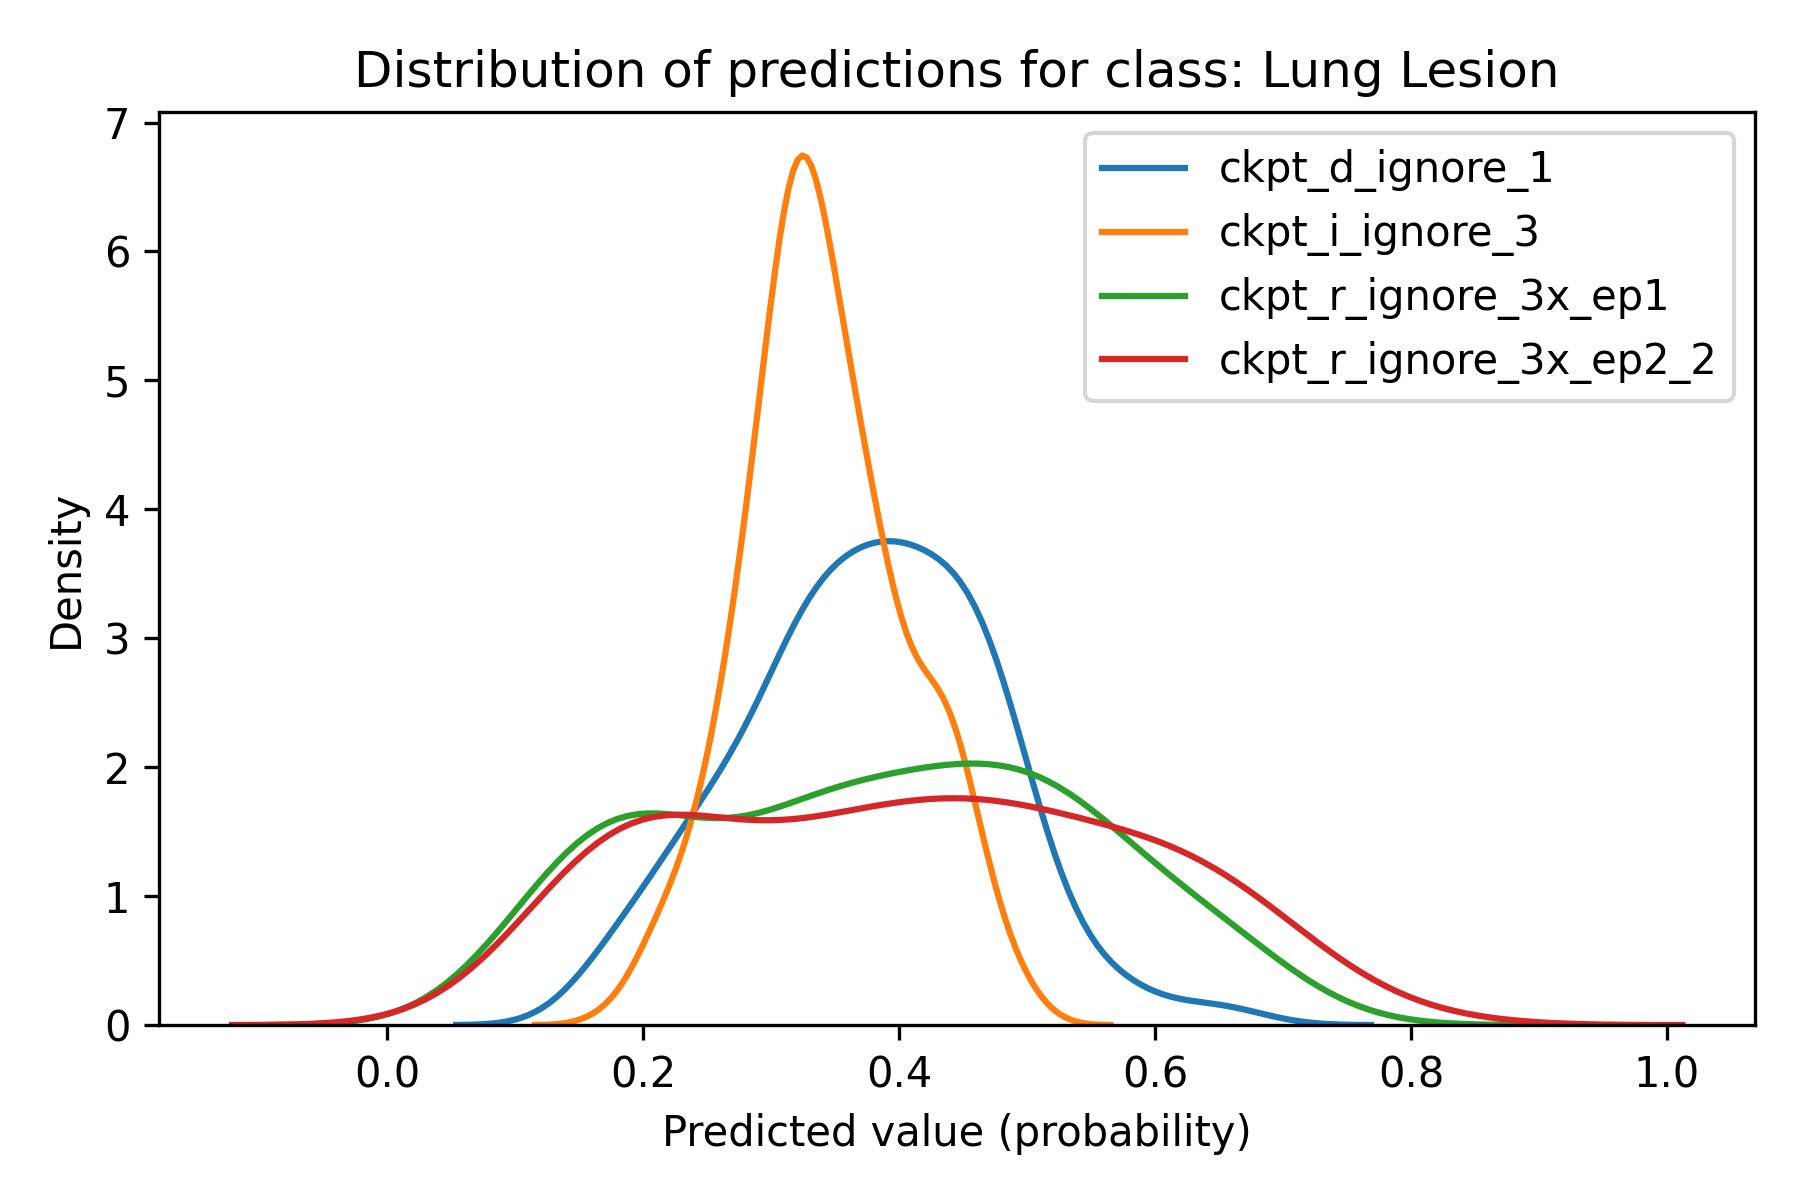 Distribution of predictions for class: Lung Lesion
7
6
5
4
3
2
1
0
Density
ckpt_d_ignore_1
ckpt_i_ignore_3
ckpt_r_ignore_3x_ep1
ckpt_r_ignore_3x_ep2_2
0.0 0.2 0.4 0.6 0.8 1.0
Predicted value (probability)